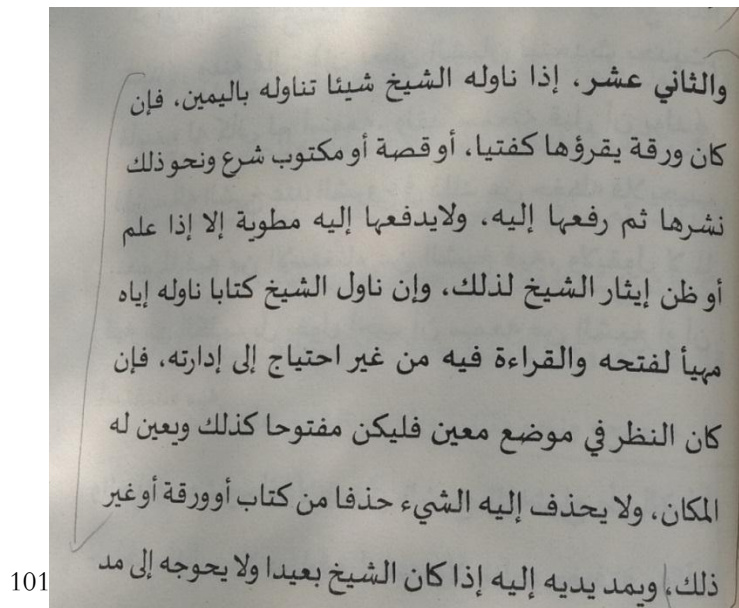 والثاني عشر، إذا ناوله الشيخ شيئا تناوله باليمين، فإن
كان ورقة يقرؤها كفتيا، أو قصة أو مكتوب شرع ونحو ذلك
نشرها ثم رفعها إليه، ولايدفعها إليه مطوية إلا إذا علم
أو ظن إيثار الشيخ لذلك، وإن ناول الشيخ كتابا ناوله إياه
مهيأ لفتحه والقراءة فيه من غير احتياج إلى إدارته، فإن
كان النظر في موضع معين فليكن مفتوحا كذلك ويعين له
المكان، ولا يحذف إليه الشيء حذفا من كتاب أو ورقة أو غير
ذلك، ويمد يديه إليه إذا كان الشيخ بعيدا ولا يحوجه إلى مد
101